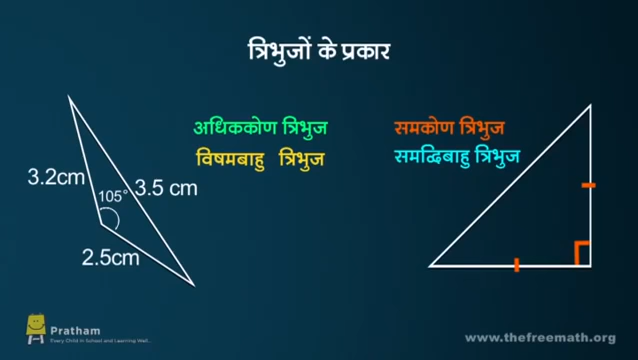 त्रिभुजों के प्रकार
अधिककोण त्रिभुज
विषमबाहु त्रिभुज
समकोण त्रिभुज
समद्विबाहु त्रिभुज
3.2cm
105°
3.5 cm
2.5cm
Pratham
Every Child in School and Learning Well...
www.thefreemath.org